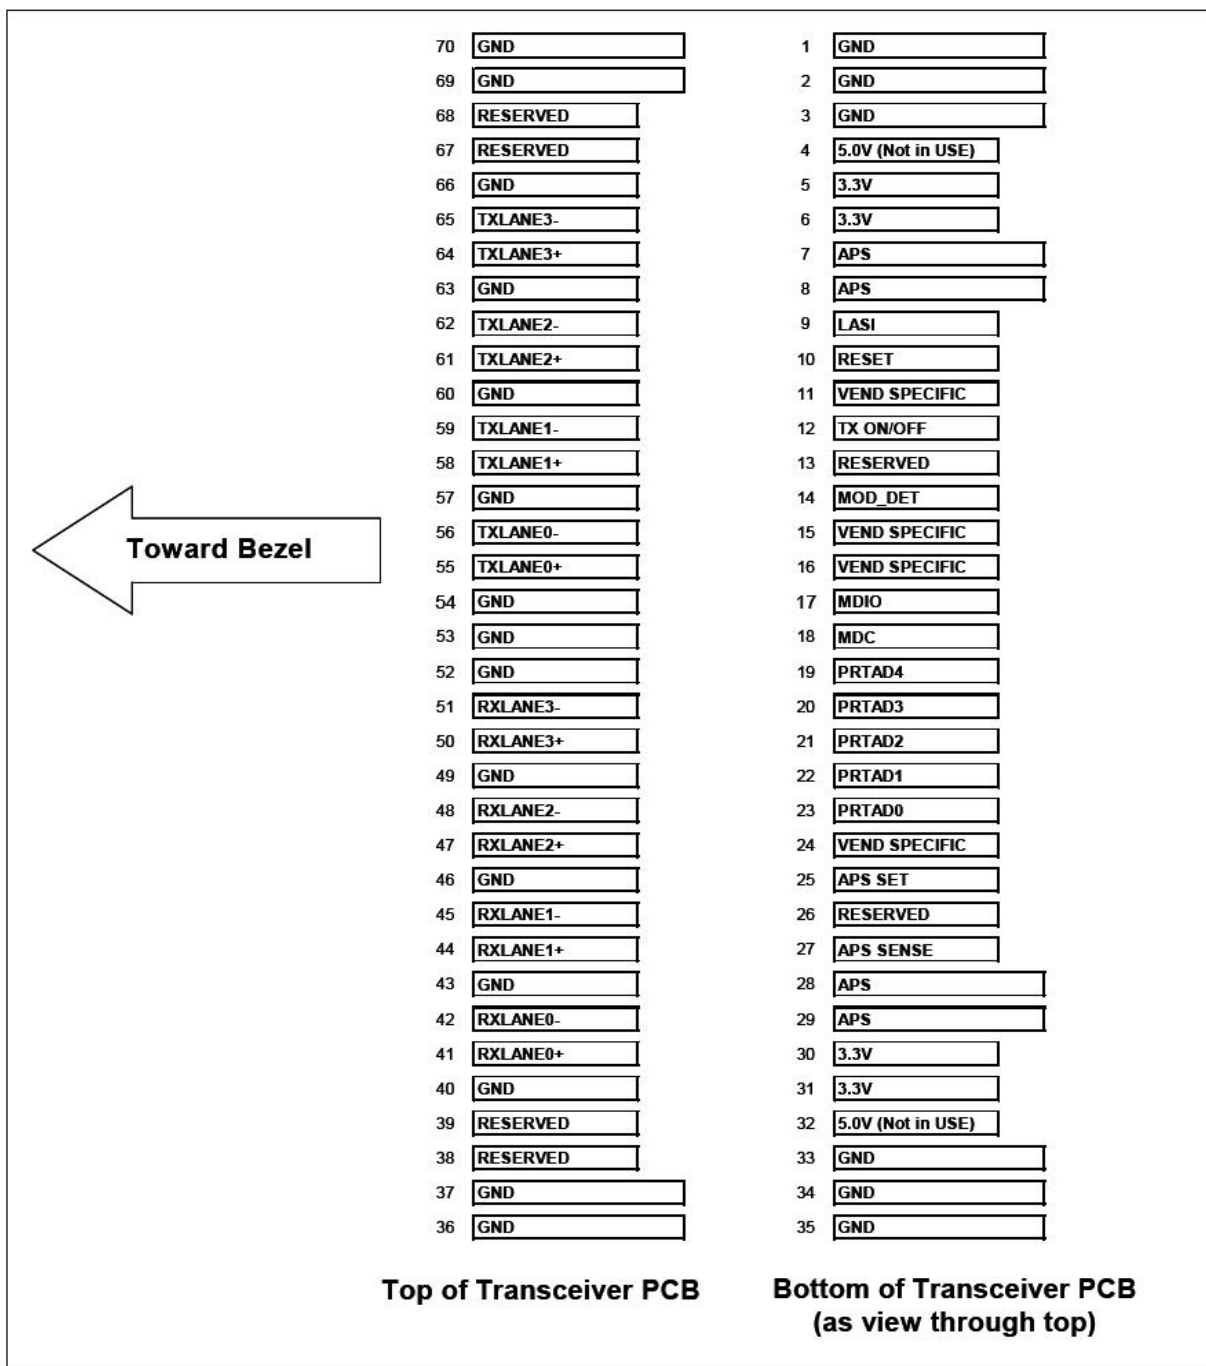 70 GND 1 GND
69 GND 2 GND
68 RESERVED 3 GND
67 RESERVED 4 5.0V (Not in USE)
66 GND 5 3.3V
65 TXLANE3- 6 3.3V
64 TXLANE3+ 7 APS
63 GND 8 APS
62 TXLANE2- 9 LASI
61 TXLANE2+ 10 RESET
60 GND 11 VEND SPECIFIC
59 TXLANE1- 12 TX ON/OFF
58 TXLANE1+ 13 RESERVED
57 GND 14 MOD_DET
56 TXLANE0- 15 VEND SPECIFIC
Toward Bezel
55 TXLANE0+ 16 VEND SPECIFIC
54 GND 17 MDIO
53 GND 18 MDC
52 GND 19 PRTAD4
51 RXLANE3- 20 PRTAD3
50 RXLANE3+ 21 PRTAD2
49 GND 22 PRTAD1
48 RXLANE2- 23 PRTAD0
47 RXLANE2+ 24 VEND SPECIFIC
46 GND 25 APS SET
45 RXLANE1- 26 RESERVED
44 RXLANE1+ 27 APS SENSE
43 GND 28 APS
42 RXLANE0- 29 APS
41 RXLANE0+ 30 3.3V
40 GND 31 3.3V
39 RESERVED 32 5.0V (Not in USE)
38 RESERVED 33 GND
37 GND 34 GND
36 GND 35 GND
Top of Transceiver PCB Bottom of Transceiver PCB
(as view through top)